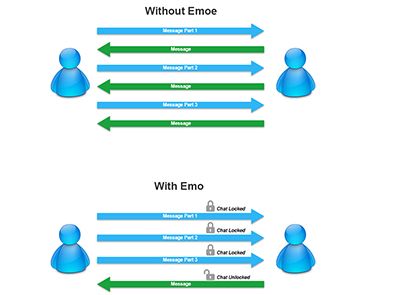 Without Emoe
Message Part 1
Message
Message Part 2
Message
Message Part 3
Message
With Emo
Chat Locked
Message Part 1
Chat Locked
Message Part 2
Chat Locked
Message Part 3
Chat Unlocked
Message